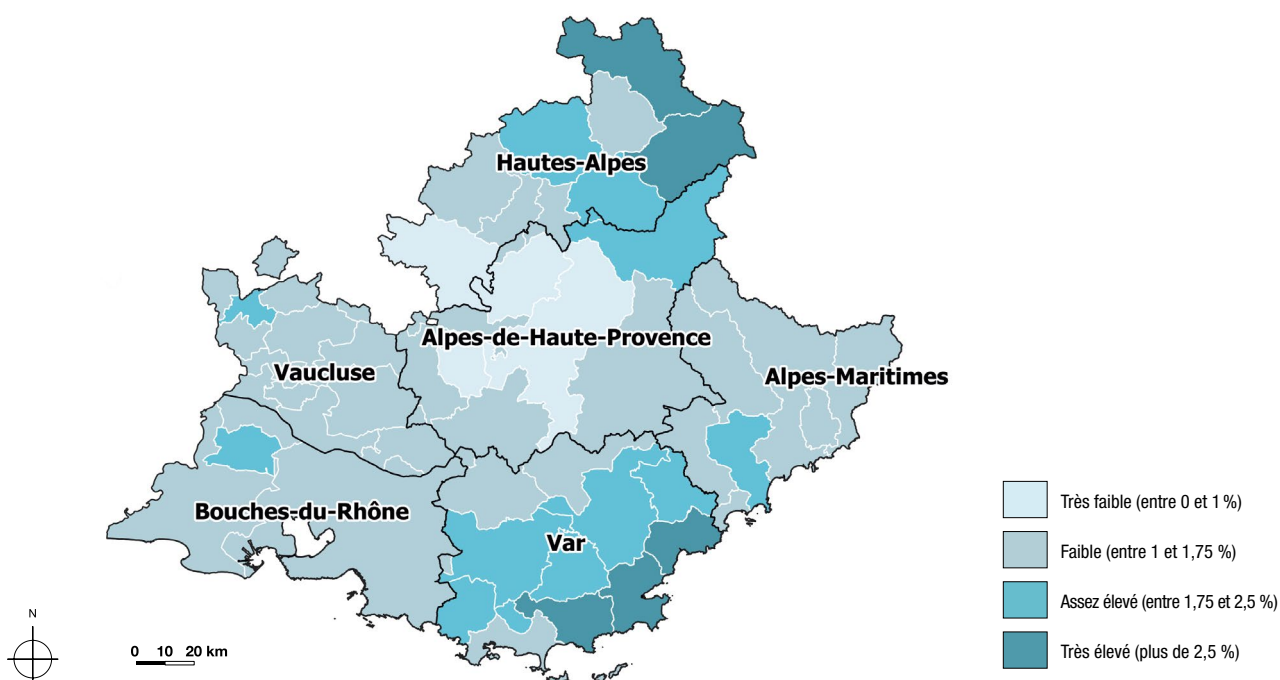 Hautes-Alpes
Alpes-de-Haute-Provence
Vaucluse
Alpes-Maritimes
Bouches-du-Rhône
Var
Très faible (entre 0 et 1 %)
Faible (entre 1 et 1,75 %)
Assez élevé (entre 1,75 et 2,5 %)
Très élevé (plus de 2,5 %)
N
0 10 20 km